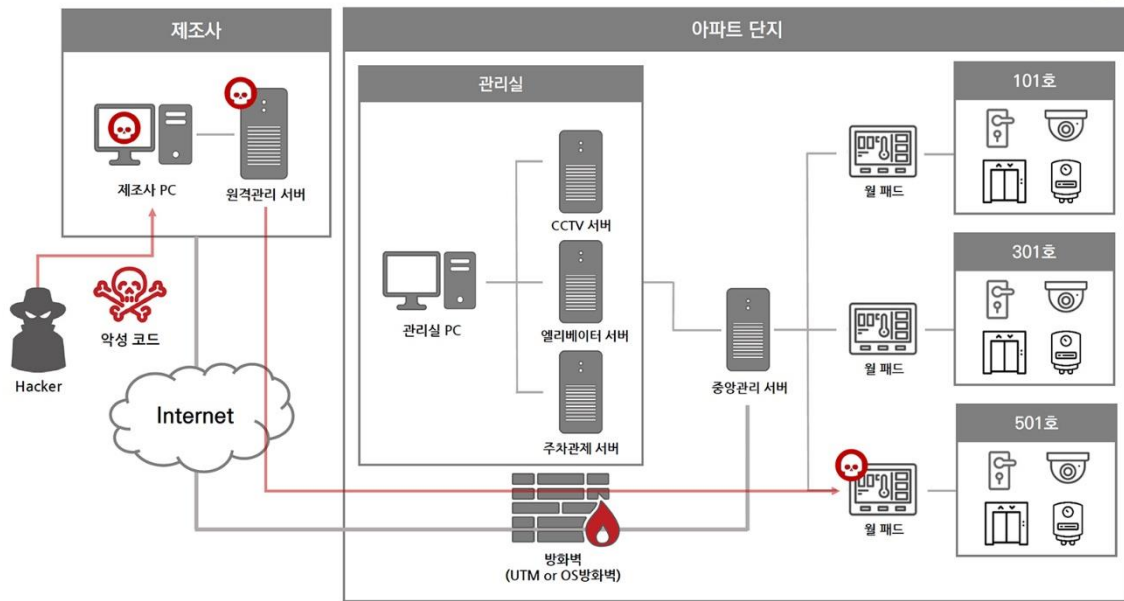 제조사
제조사 PC
원격관리 서버
Hacker
악성 코드
Internet
아파트 단지
관리실
관리실 PC
CCTV 서버
엘리베이터 서버
주차관제 서버
중앙관리 서버
방화벽
(UTM or OS방화벽)
월 패드
101호
월 패드
301호
월 패드
501호